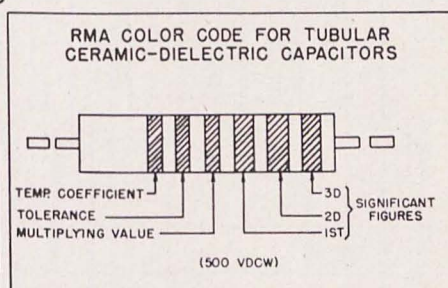 RMA COLOR CODE FOR TUBULAR
CERAMIC-DIELECTRIC CAPACITORS
TEMP. COEFFICIENT
TOLERANCE
MULTIPLYING VALUE
3D
2D
1ST
SIGNIFICANT
FIGURES
(500 VDCW)